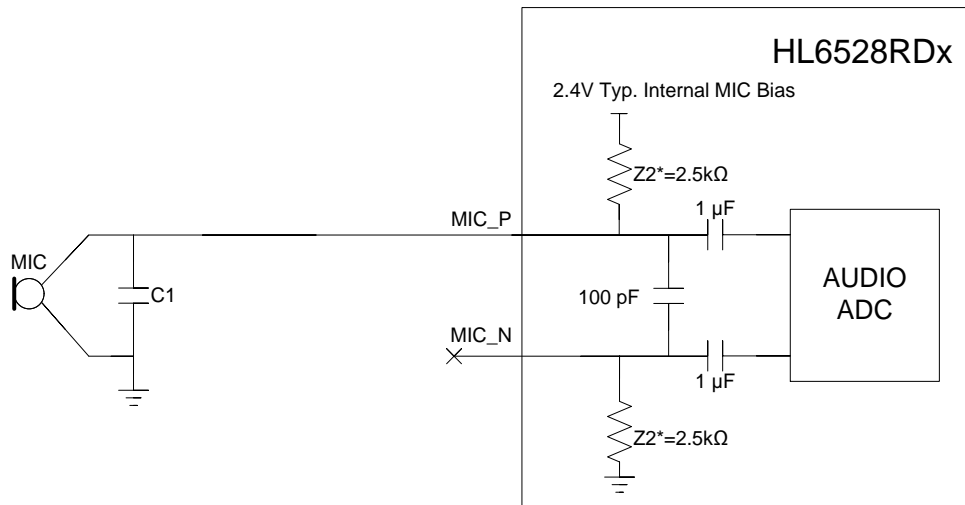 HL6528RDx
2.4V Typ. Internal MIC Bias
Z2*=2.5kΩ
1 µF
MIC_P
MIC
C1
100 pF
AUDIO
ADC
MIC_N
1 µF
Z2*=2.5kΩ